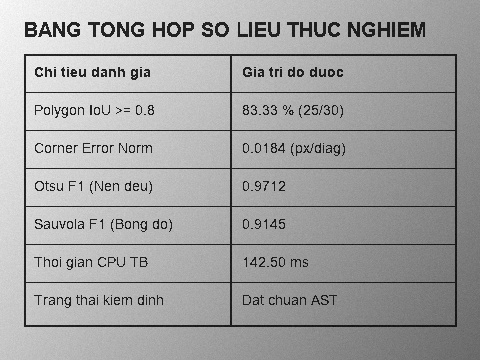 BANG TONG HOP SO LIEU THUC NGHIEM
Chi tieu danh gia Gia tri do duoc
Polygon IoU >= 0.8 83.33 % (25/30)
Corner Error Norm 0.0184 (px/diag)
Otsu F1 (Nen deu) 0.9712
Sauvola F1 (Bong do) 0.9145
Thoi gian CPU TB 142.50 ms
Trang thai kiem dinh Dat chuan AST